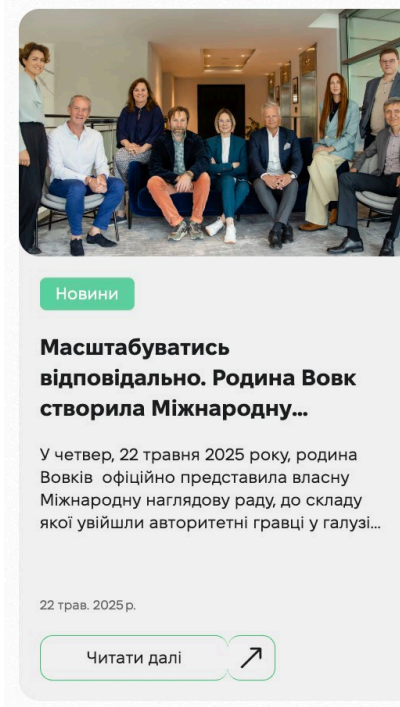 Новини
Масштабуватись
відповідально. Родина Вовк
створила Міжнародну...
У четвер, 22 травня 2025 року, родина
Вовків офіційно представила власну
Міжнародну наглядову раду, до складу
якої увійшли авторитетні гравці у галузі...
22 трав. 2025 р.
Читати далі